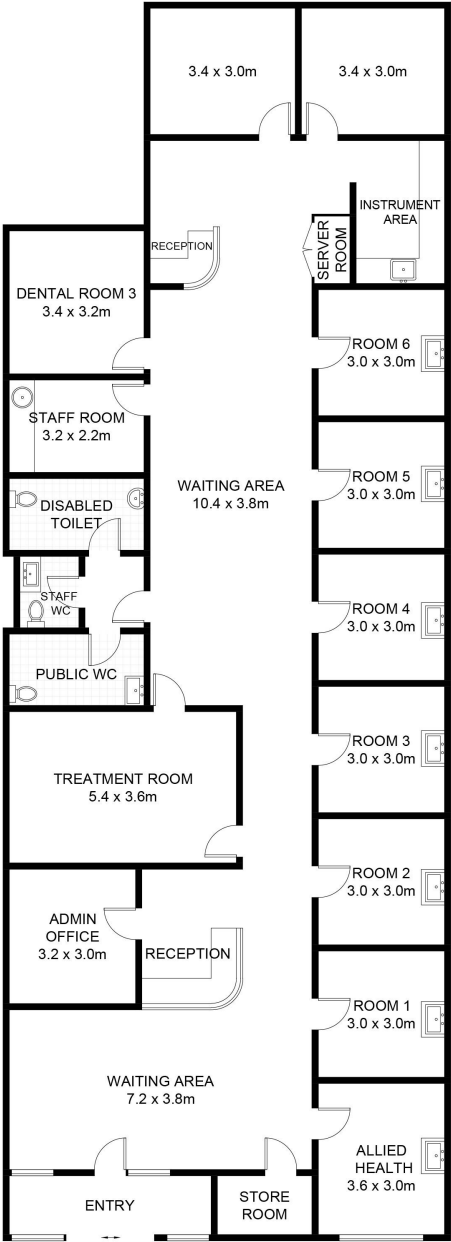 3.4 x 3.0m
3.4 x 3.0m
INSTRUMENT
AREA
RECEPTION
SERVER
ROOM
DENTAL ROOM 3
3.4 x 3.2m
ROOM 6
3.0 x 3.0m
STAFF ROOM
3.2 x 2.2m
WAITING AREA
10.4 x 3.8m
ROOM 5
3.0 x 3.0m
DISABLED
TOILET
STAFF
WC
ROOM 4
3.0 x 3.0m
PUBLIC WC
ROOM 3
3.0 x 3.0m
TREATMENT ROOM
5.4 x 3.6m
ROOM 2
3.0 x 3.0m
ADMIN
OFFICE
3.2 x 3.0m
RECEPTION
ROOM 1
3.0 x 3.0m
WAITING AREA
7.2 x 3.8m
ALLIED
HEALTH
3.6 x 3.0m
ENTRY
STORE
ROOM